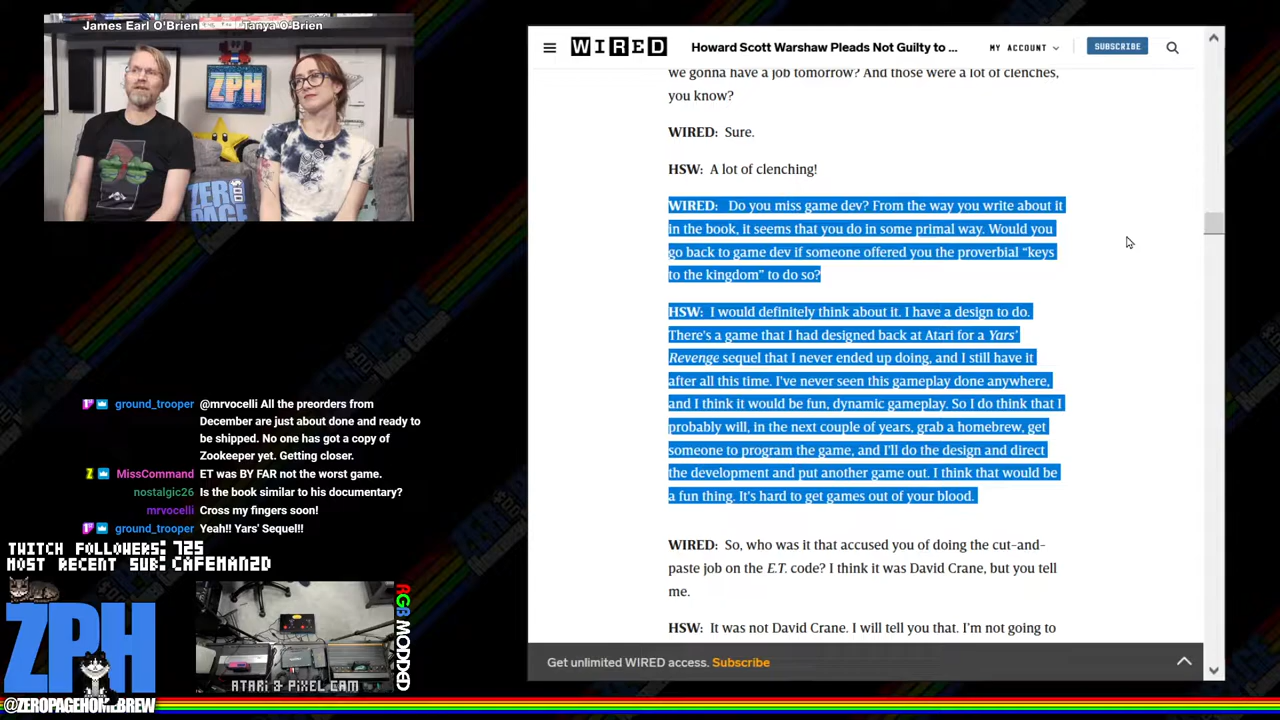 James Earl O'Brien
Tanya O'Brien
ZPH
ZERO
PAGE
WIRED
Howard Scott Warshaw Pleads Not Guilty to ...
MY ACCOUNT
SUBSCRIBE
we gonna have a job tomorrow? And those were a lot of clenches,
you know?
WIRED: Sure.
HSW: A lot of clenching!
WIRED: Do you miss game dev? From the way you write about it
in the book, it seems that you do in some primal way. Would you
go back to game dev if someone offered you the proverbial “keys
to the kingdom” to do so?
HSW: I would definitely think about it. I have a design to do.
There's a game that I had designed back at Atari for a Yars’
Revenge sequel that I never ended up doing, and I still have it
after all this time. I've never seen this gameplay done anywhere,
and I think it would be fun, dynamic gameplay. So I do think that I
probably will, in the next couple of years, grab a homebrew, get
someone to program the game, and I'll do the design and direct
the development and put another game out. I think that would be
a fun thing. It's hard to get games out of your blood.
WIRED: So, who was it that accused you of doing the cut-and-
paste job on the E.T. code? I think it was David Crane, but you tell
me.
HSW: It was not David Crane. I will tell you that. I'm not going to
Get unlimited WIRED access. Subscribe
ground_trooper @mrvocelli All the preorders from
December are just about done and ready to
be shipped. No one has got a copy of
Zookeeper yet. Getting closer.
Z MissCommand ET was BY FAR not the worst game.
nostalgic26 Is the book similar to his documentary?
mrvocelli Cross my fingers soon!
ground_trooper Yeah!! Yars' Sequel!!
TWITCH FOLLOWERS: 725
MOST RECENT SUB: CAFEMAN2D
ZPH
@ZEROPAGEHOMEBREW
RGB MODDED
ATARI & PIXEL CAM